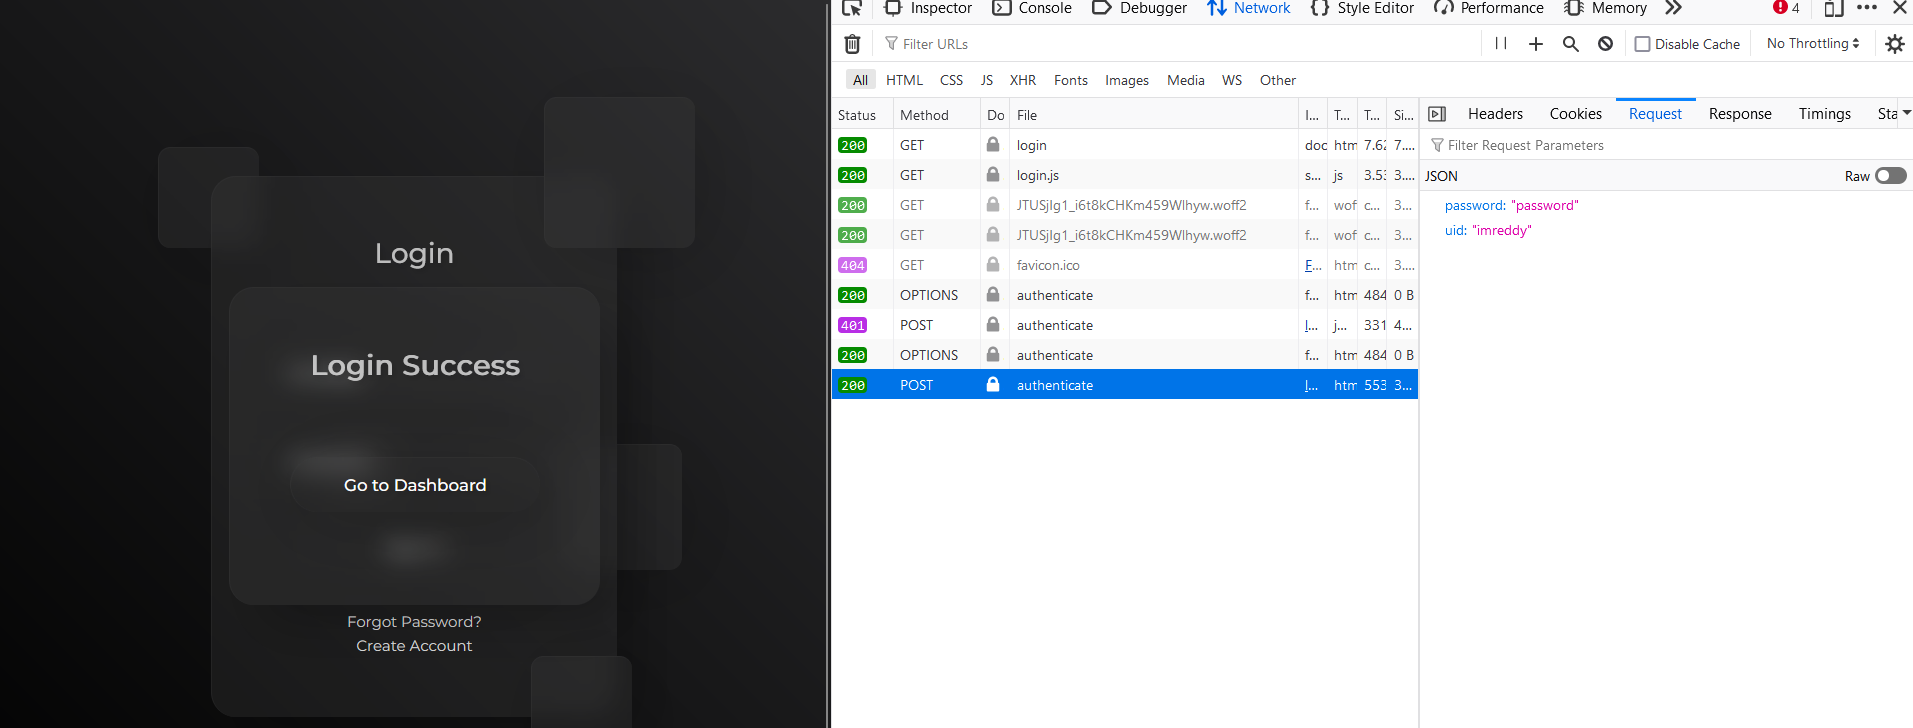 Login
Login Success
Go to Dashboard
Forgot Password?
Create Account
Inspector Console Debugger Network Style Editor Performance Memory 4
Filter URLs Disable Cache No Throttling
All HTML CSS JS XHR Fonts Images Media WS Other
Status Method Do File I... T... T... Si...
200 GET login doc htm 7.62 7....
200 GET login.js s... js 3.53 3....
200 GET JTUSjIg1_i6t8kCHKm459Wlhyw.woff2 f... wof c... 3...
200 GET JTUSjIg1_i6t8kCHKm459Wlhyw.woff2 f... wof c... 3...
404 GET favicon.ico F... htm c... 3....
200 OPTIONS authenticate f... htm 484 0 B
401 POST authenticate l... j... 331 4...
200 OPTIONS authenticate f... htm 484 0 B
200 POST authenticate l... htm 553 3...
Headers Cookies Request Response Timings Sta
Filter Request Parameters
JSON Raw
password: "password"
uid: "imreddy"